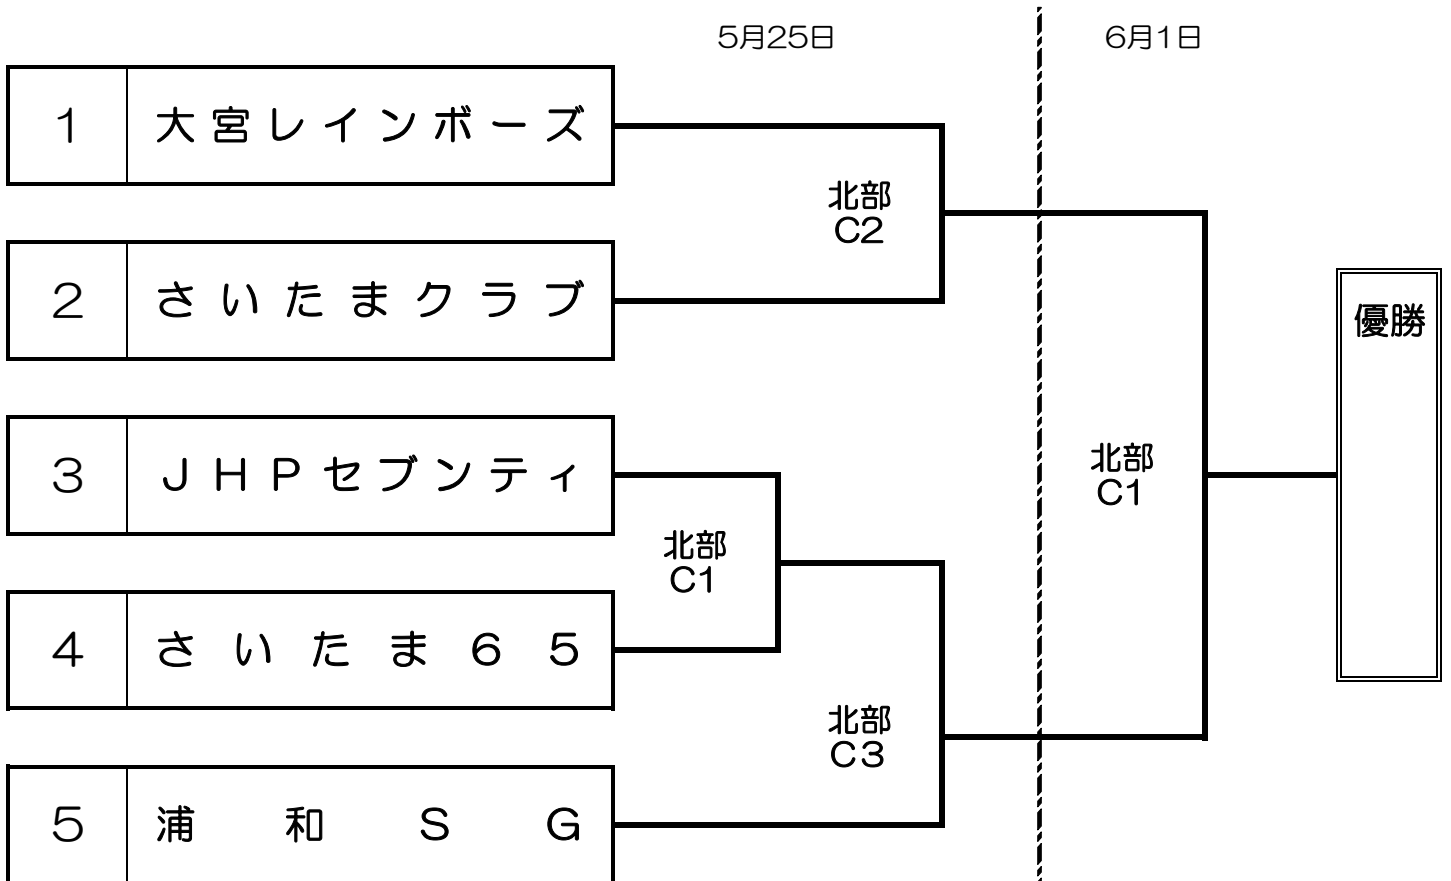 5月25日
6月1日
1 大宮レインボーズ
北部
C2
2 さいたまクラブ
優勝
3 JHPセブンティ
北部
C1
北部
C1
4 さいたま65
北部
C3
5 浦和SG